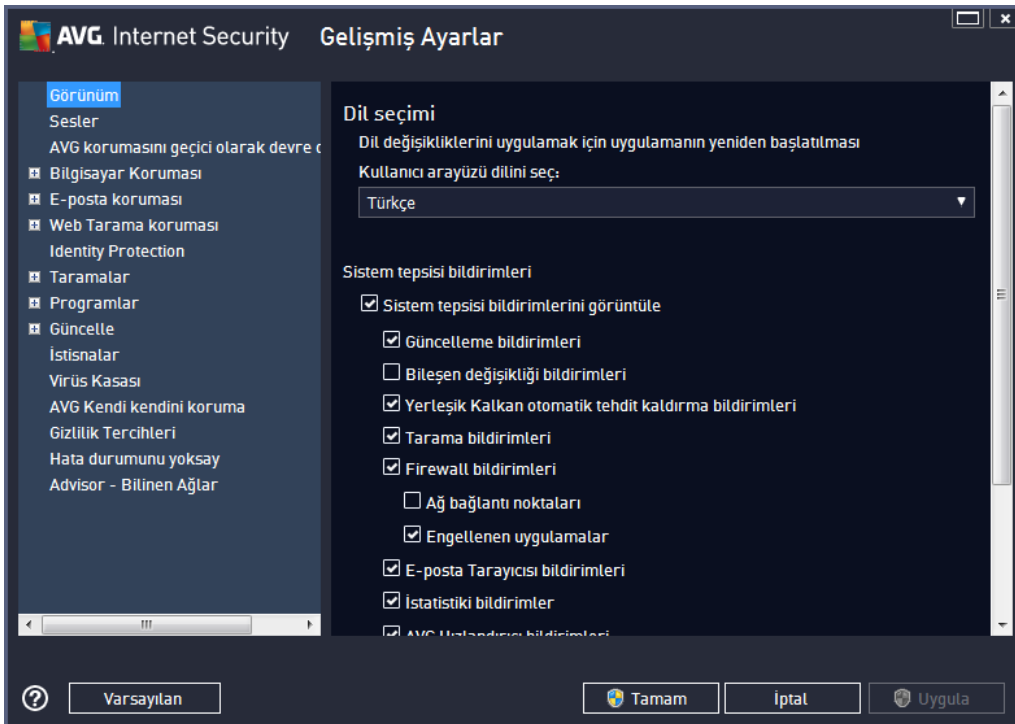 AVG. Internet Security Gelişmiş Ayarlar
Görünüm
Sesler
AVG korumasını geçici olarak devre
Bilgisayar Koruması
E-posta koruması
Web Tarama koruması
Identity Protection
Taramalar
Programlar
Güncelle
İstisnalar
Virüs Kasası
AVG Kendi kendini koruma
Gizlilik Tercihleri
Hata durumunu yoksay
Advisor - Bilinen Ağlar
Dil seçimi
Dil değişikliklerini uygulamak için uygulamanın yeniden başlatılması
Kullanıcı arayüzü dilini seç:
Türkçe
Sistem tepsisi bildirimleri
Sistem tepsisi bildirimlerini görüntüle
Güncelleme bildirimleri
Bileşen değişikliği bildirimleri
Yerleşik Kalkan otomatik tehdit kaldırma bildirimleri
Tarama bildirimleri
Firewall bildirimleri
Ağ bağlantı noktaları
Engellenen uygulamalar
E-posta Tarayıcısı bildirimleri
İstatistiki bildirimler
AVG Hızlandırıcı bildirimleri
Varsayılan
Tamam
İptal
Uygula